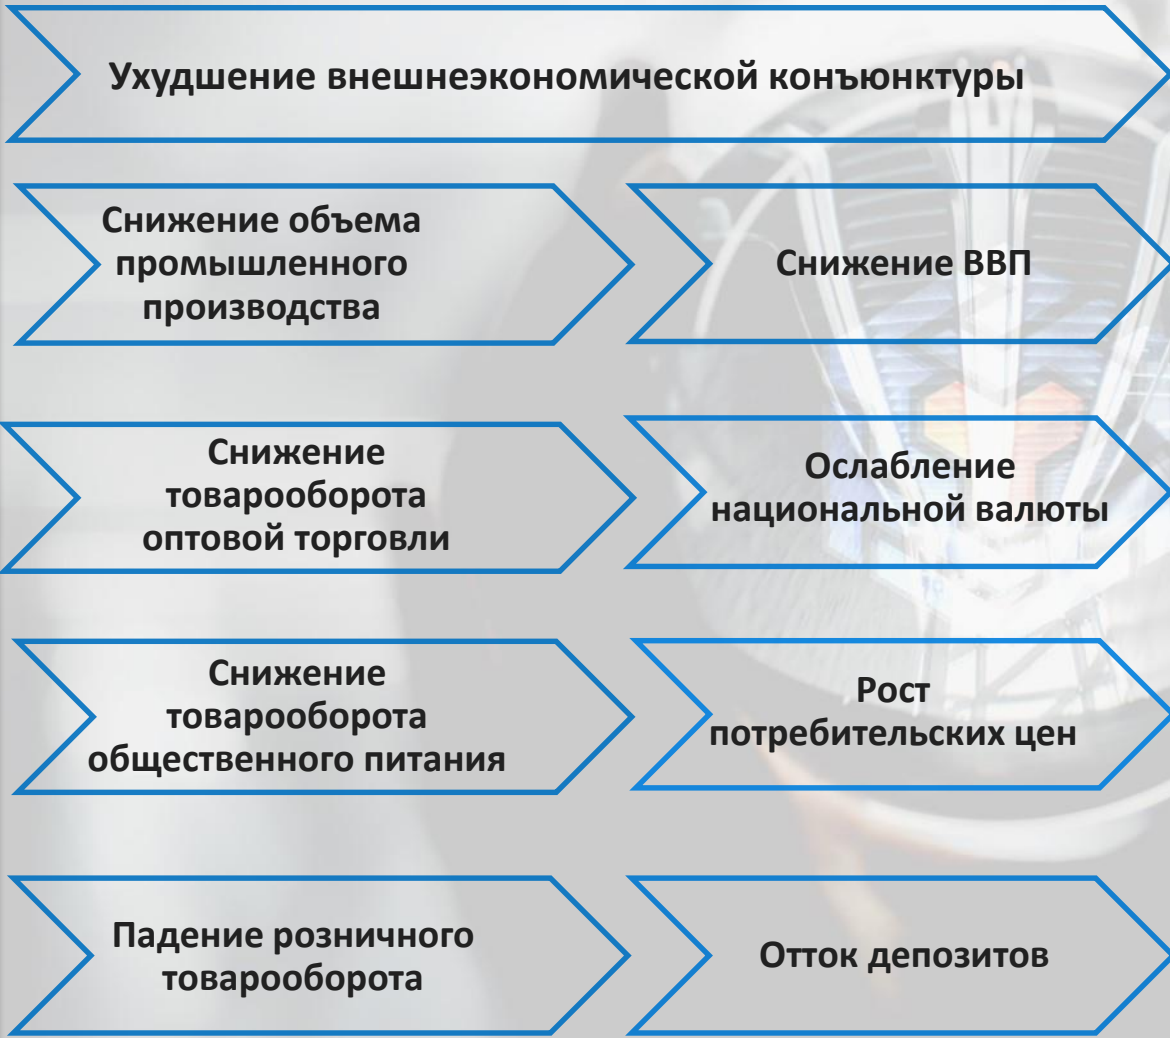 Ухудшение внешнеэкономической конъюнктуры
Снижение объема
промышленного
производства
Снижение ВВП
Снижение
товарооборота
оптовой торговли
Ослабление
национальной валюты
Снижение
товарооборота
общественного питания
Рост
потребительских цен
Падение розничного
товарооборота
Отток депозитов